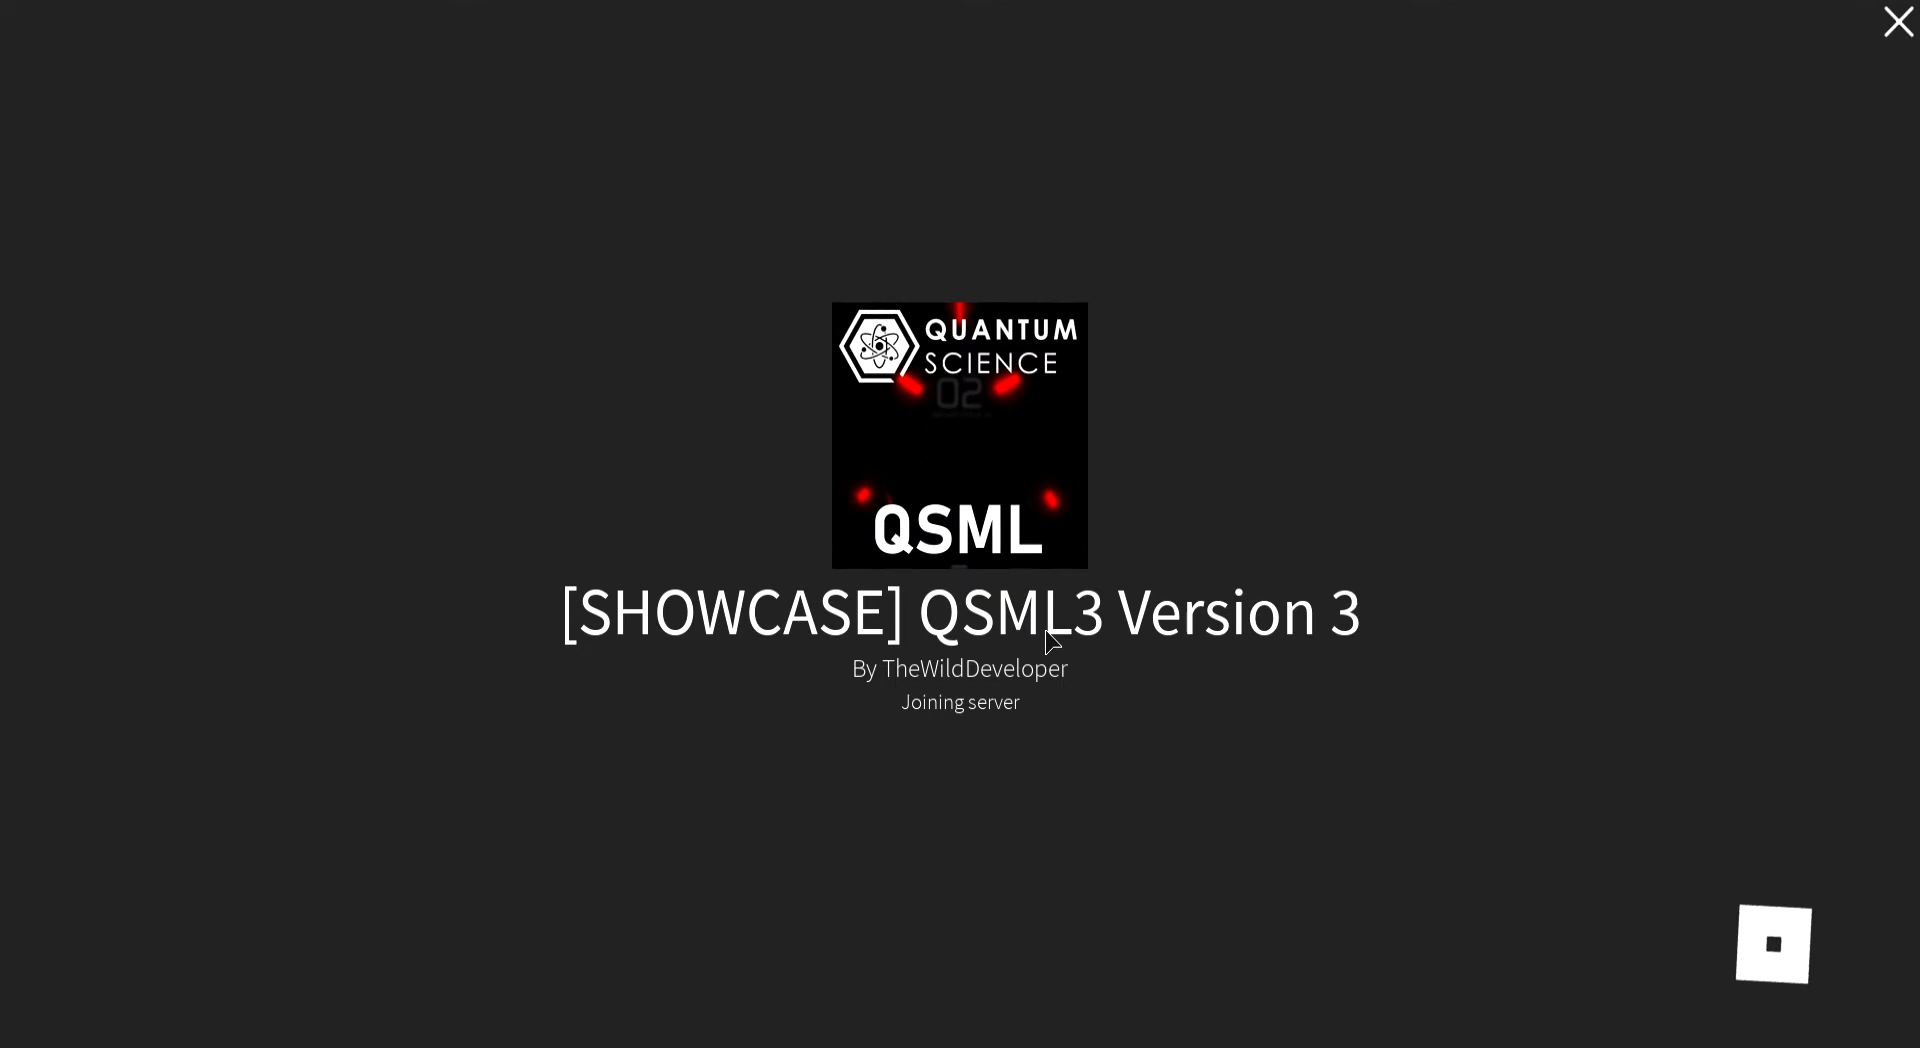 QUANTUM
SCIENCE
02
QSML
[SHOWCASE] QSML3 Version 3
By TheWildDeveloper
Joining server